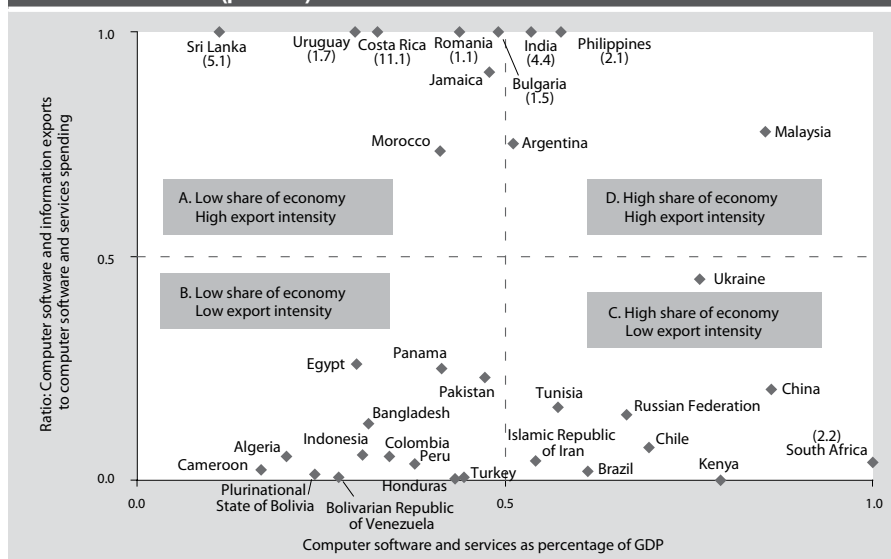 1.0
Sri Lanka
(5.1)
Uruguay
(1.7)
Costa Rica
(11.1)
Romania
(1.1)
India
(4.4)
Philippines
(2.1)
Jamaica
Bulgaria
(1.5)
Morocco
Argentina
Malaysia
A. Low share of economy
High export intensity
D. High share of economy
High export intensity
Ratio: Computer software and information exports
to computer software and services spending
0.5
B. Low share of economy
Low export intensity
Ukraine
C. High share of economy
Low export intensity
Egypt
Panama
Pakistan
Tunisia
China
Bangladesh
Russian Federation
Algeria
Indonesia
Colombia
Islamic Republic
of Iran
Chile
(2.2)
South Africa
Cameroon
Peru
Turkey
Brazil
Kenya
Honduras
0.0
Plurinational
State of Bolivia
Bolivarian Republic
of Venezuela
0.0
0.5
1.0
Computer software and services as percentage of GDP